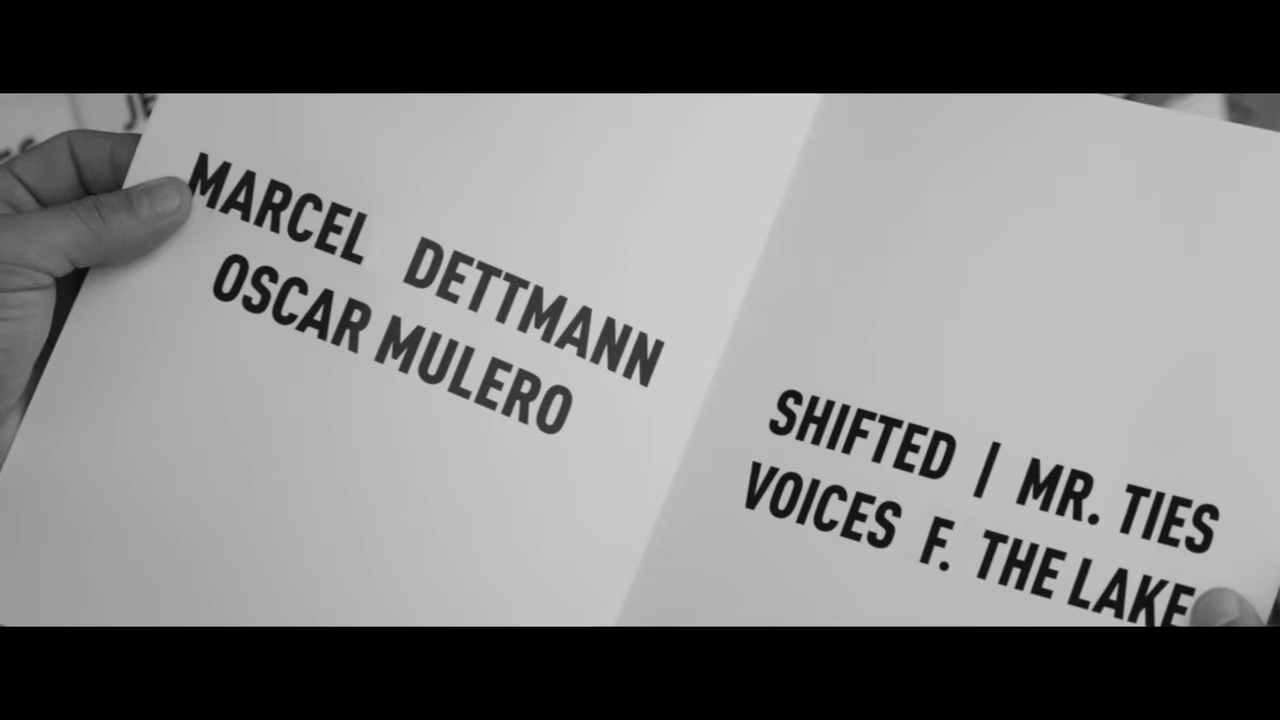 MARCEL DETTMANN
OSCAR MULERO
SHIFTED | MR. TIES
VOICES F. THE LAKE